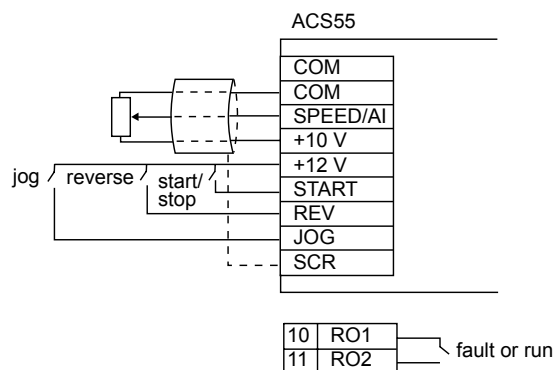 ACS55
COM
COM
SPEED/AI
+10 V
+12 V
START
REV
JOG
SCR
jog reverse start/
stop
10 RO1
11 RO2
fault or run